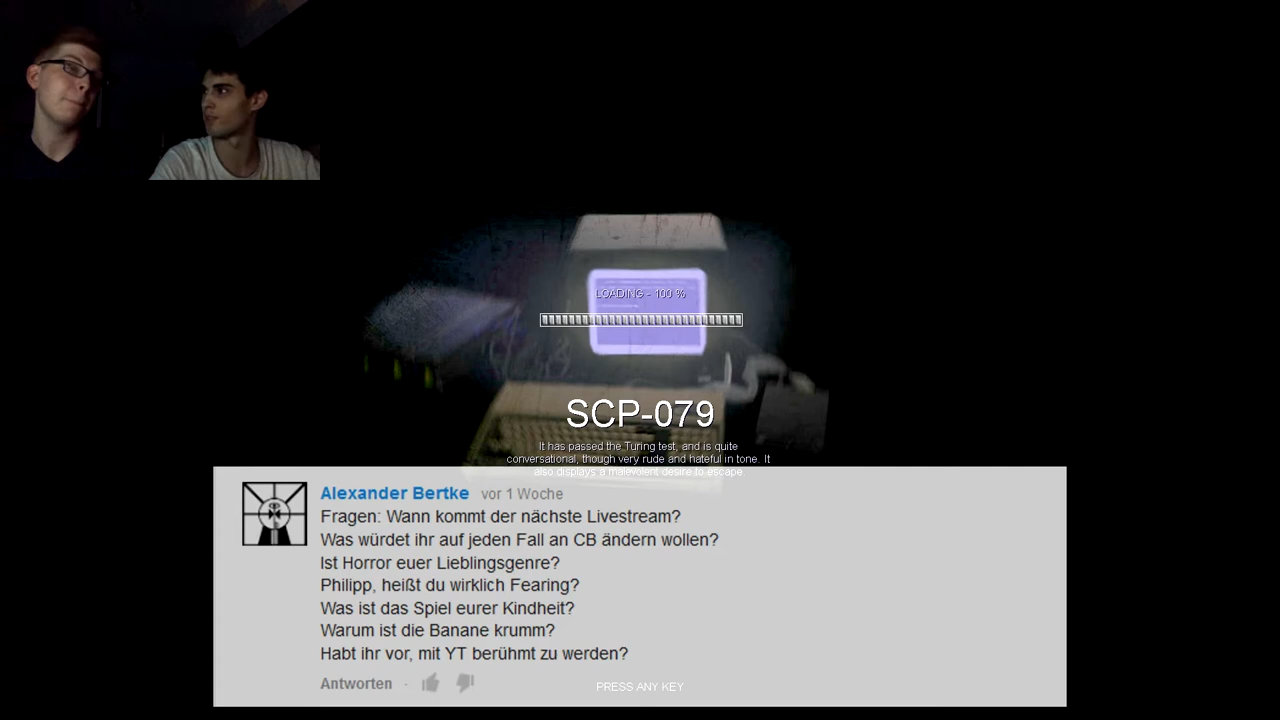 LOADING - 100 %
SCP-079
It has passed the Turing test, and is quite
conversational, though very rude and hateful in tone. It
also displays a malevolent desire to escape.
Alexander Bertke vor 1 Woche
Fragen: Wann kommt der nächste Livestream?
Was würdet ihr auf jeden Fall an CB ändern wollen?
Ist Horror euer Lieblingsgenre?
Philipp, heißt du wirklich Fearing?
Was ist das Spiel eurer Kindheit?
Warum ist die Banane krumm?
Habt ihr vor, mit YT berühmt zu werden?
Antworten ·
PRESS ANY KEY